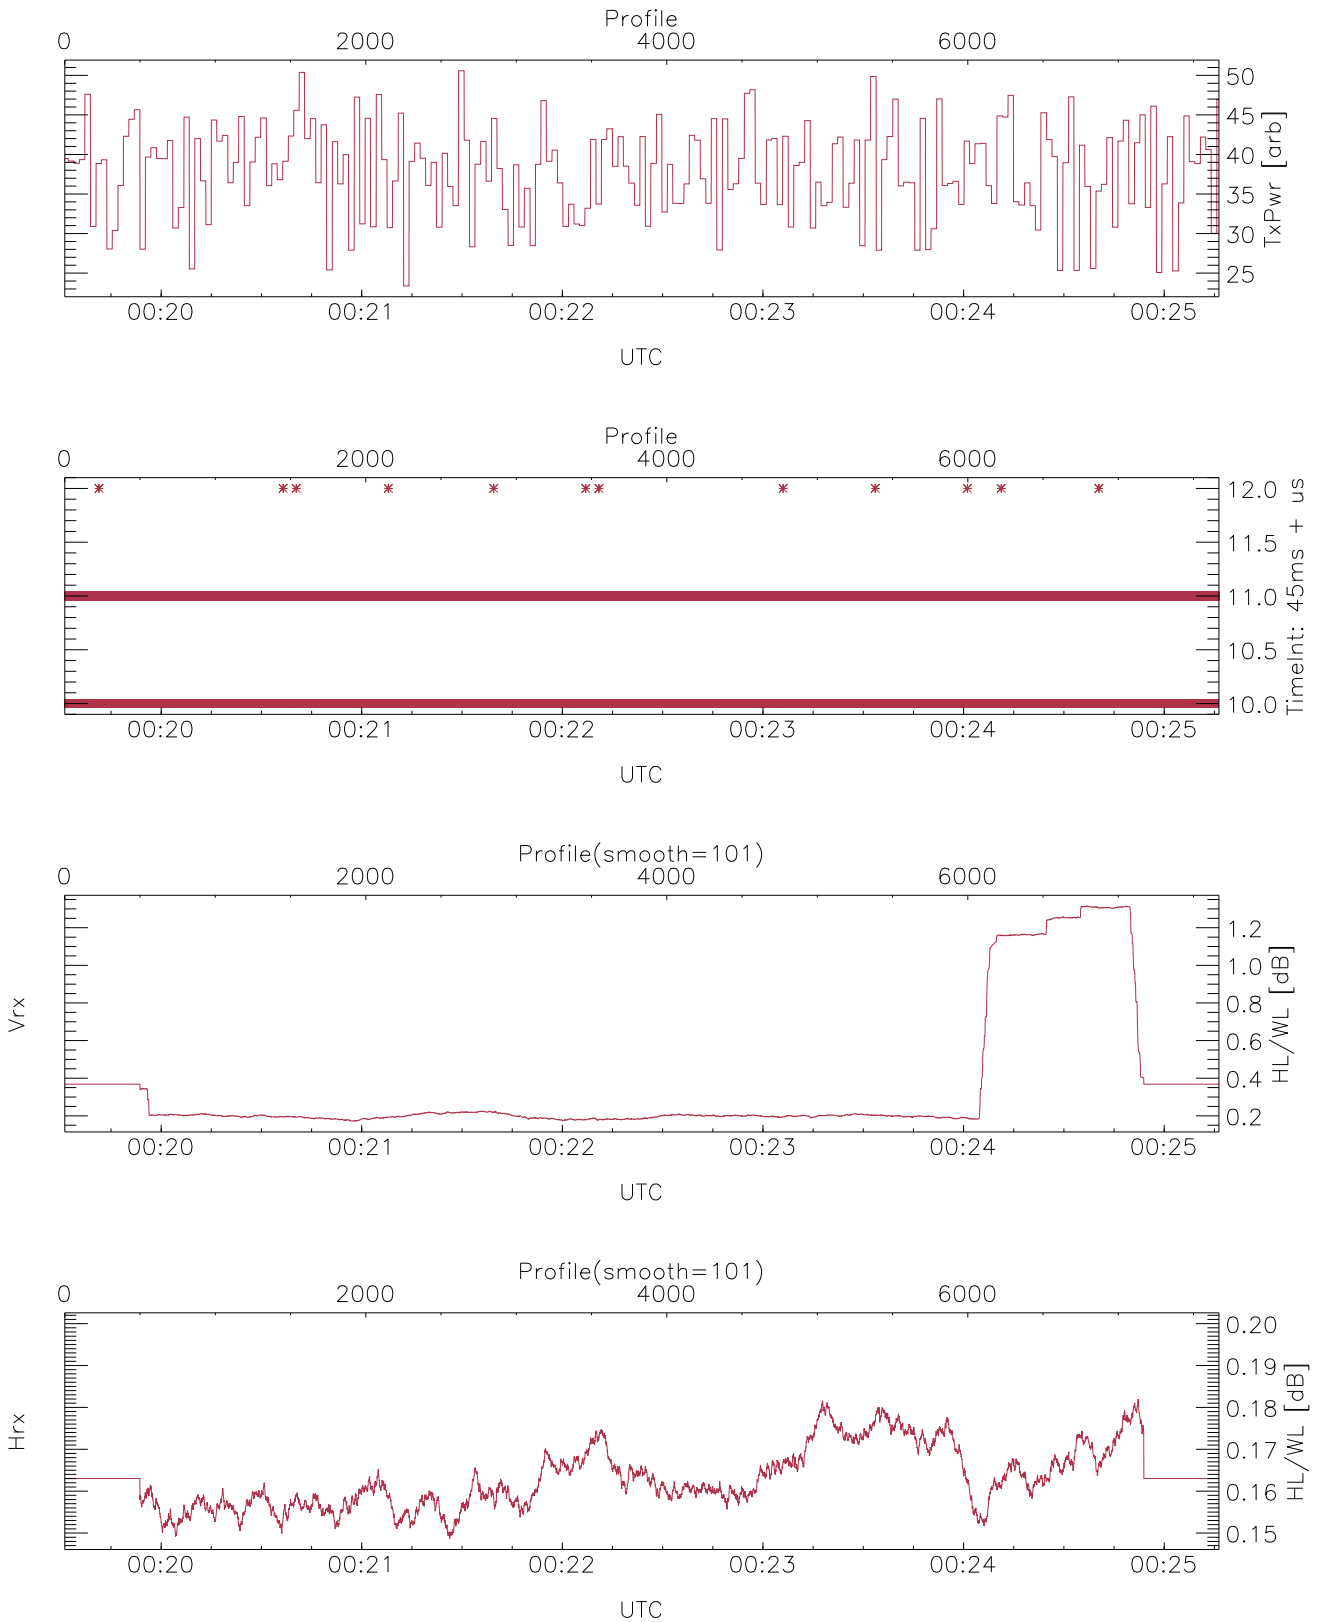 Profile
0 2000 4000 6000
50
45
40
35
30
25
TxPwr [arb]
00:20 00:21 00:22 00:23 00:24 00:25
UTC
Profile
0 2000 4000 6000
12.0
11.5
11.0
10.5
10.0
TimeInt: 45ms + us
00:20 00:21 00:22 00:23 00:24 00:25
UTC
Profile(smooth=101)
0 2000 4000 6000
Vrx
1.2
1.0
0.8
0.6
0.4
0.2
HL/WL [dB]
00:20 00:21 00:22 00:23 00:24 00:25
UTC
Profile(smooth=101)
0 2000 4000 6000
Hrx
0.20
0.19
0.18
0.17
0.16
0.15
HL/WL [dB]
00:20 00:21 00:22 00:23 00:24 00:25
UTC